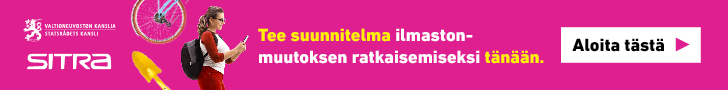 VALTIONEUVOSTON KANSLIA
STATSRÅDETS KANSLI
SITRA
Tee suunnitelma ilmaston-
muutoksen ratkaisemiseksi tänään.
Aloita tästä